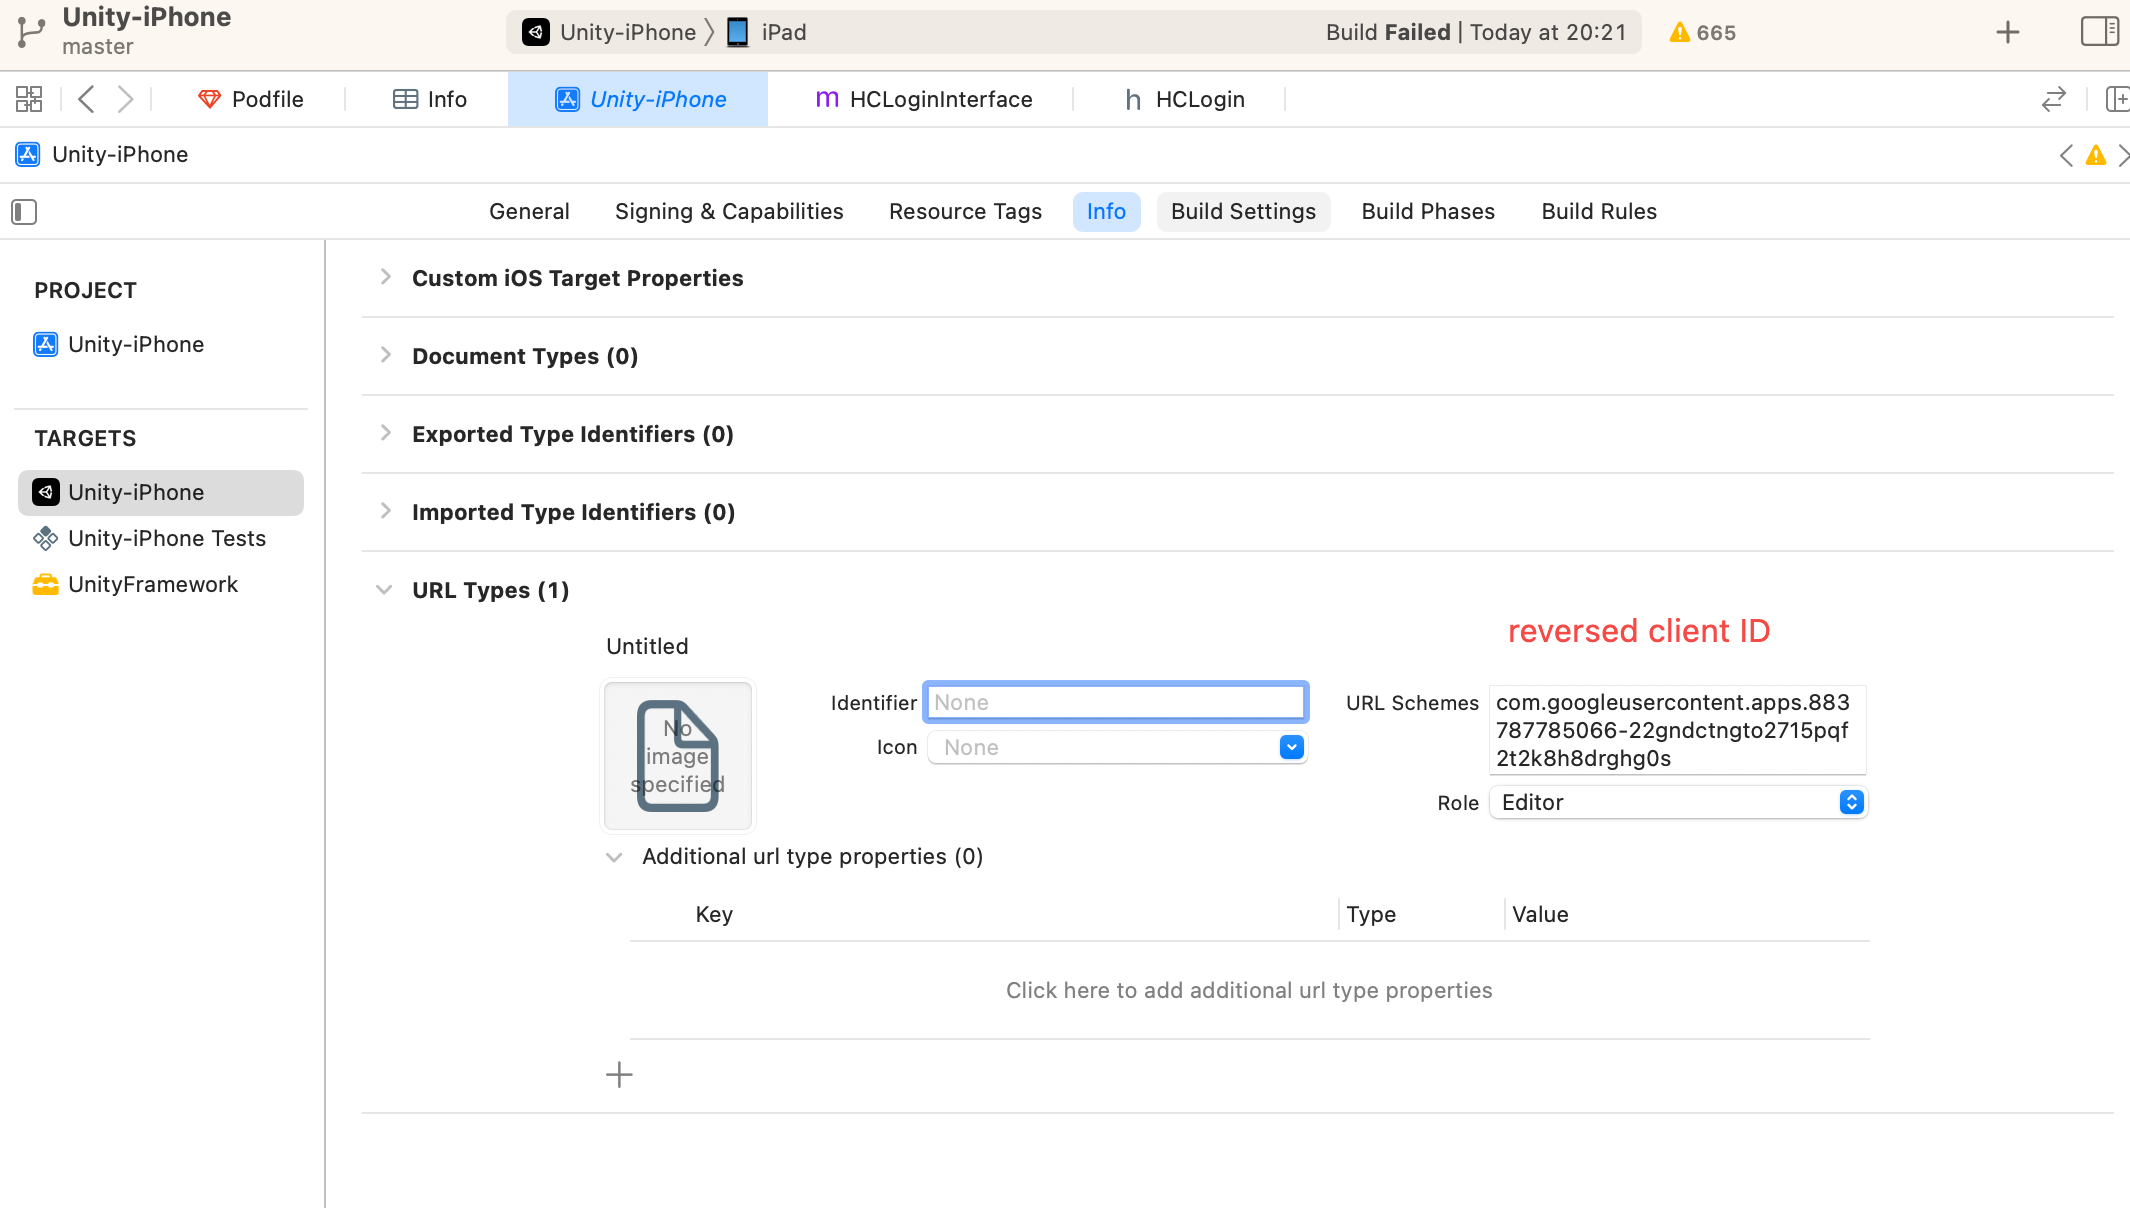 Unity-iPhone
master
Unity-iPhone
iPad
Build Failed | Today at 20:21
665
Podfile
Info
Unity-iPhone
m HCLoginInterface
h HCLogin
Unity-iPhone
General
Signing & Capabilities
Resource Tags
Info
Build Settings
Build Phases
Build Rules
PROJECT
Unity-iPhone
TARGETS
Unity-iPhone
Unity-iPhone Tests
UnityFramework
Custom iOS Target Properties
Document Types (0)
Exported Type Identifiers (0)
Imported Type Identifiers (0)
URL Types (1)
reversed client ID
Untitled
No
image
specified
Identifier
None
Icon
None
URL Schemes
com.googleusercontent.apps.883
787785066-22gndctngto2715pqf
2t2k8h8drghg0s
Role
Editor
Additional url type properties (0)
Key
Type
Value
Click here to add additional url type properties